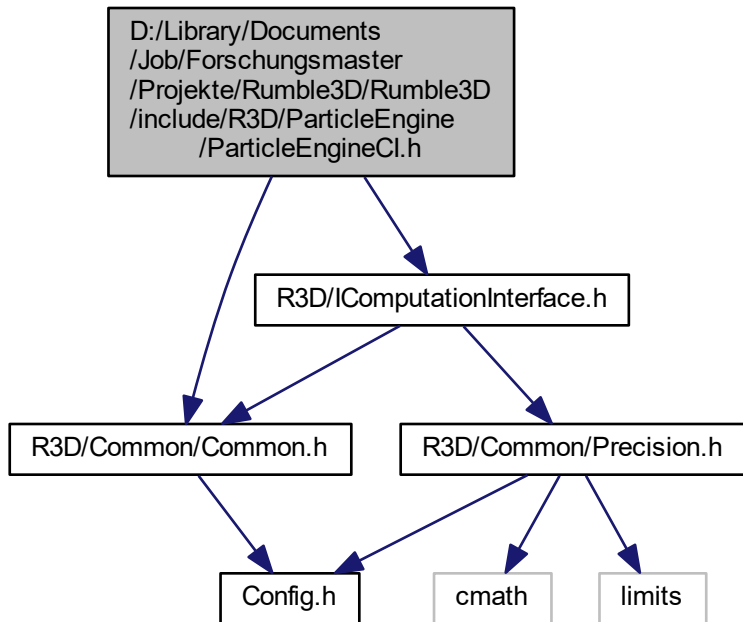 D:/Library/Documents
/Job/Forschungsmaster
/Projekte/Rumble3D/Rumble3D
/include/R3D/ParticleEngine
/ParticleEngineCI.h
R3D/IComputationInterface.h
R3D/Common/Common.h
R3D/Common/Precision.h
Config.h
cmath
limits